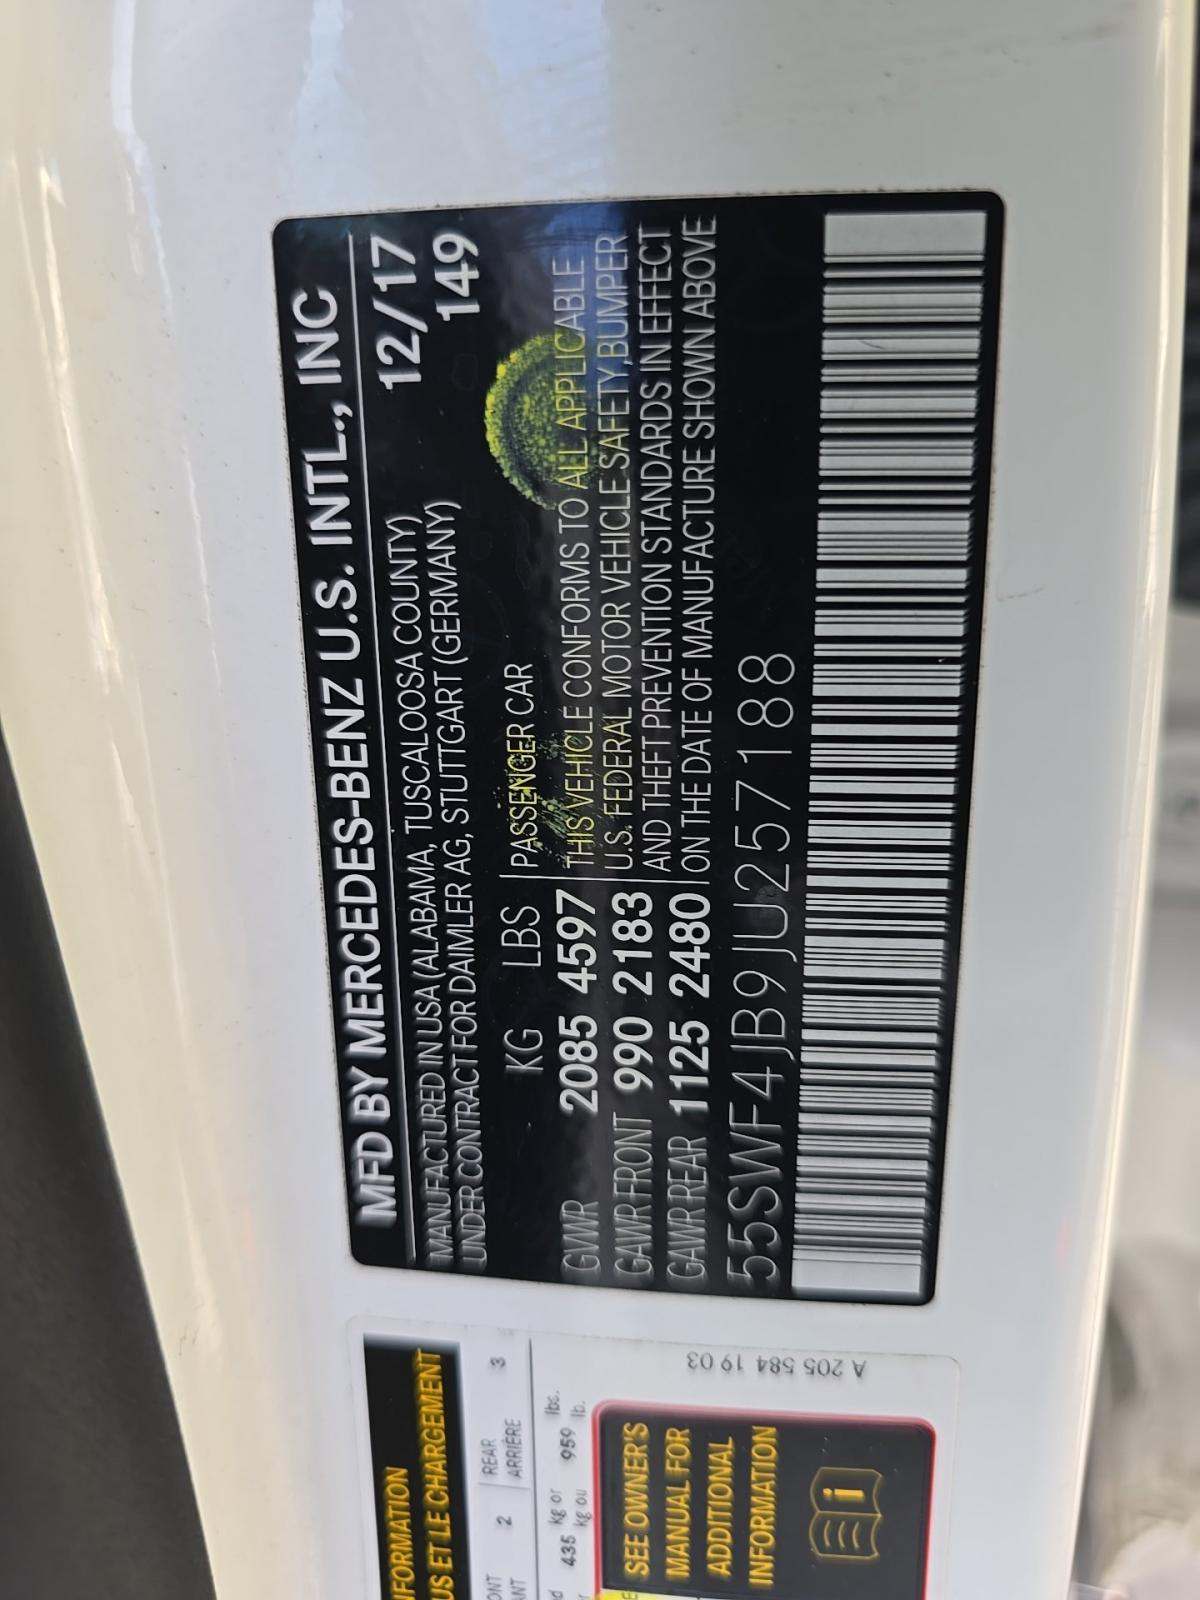 MFD BY MERCEDES-BENZ U.S. INTL., INC
MANUFACTURED IN USA (ALABAMA, TUSCALOOSA COUNTY) 12/17
UNDER CONTRACT FOR DAIMLER AG, STUTTGART (GERMANY) 149
KG LBS PASSENGER CAR
GVWR 2085 4597 THIS VEHICLE CONFORMS TO ALL APPLICABLE
GAWR FRONT 990 2183 U.S. FEDERAL MOTOR VEHICLE SAFETY, BUMPER
GAWR REAR 1125 2480 AND THEFT PREVENTION STANDARDS IN EFFECT
ON THE DATE OF MANUFACTURE SHOWN ABOVE
55SWF4JB9JU257188
ET LE CHARGEMENT
2 REAR 3
ARRIÈRE
435 kg or 959 lbs.
kg ou lb.
SEE OWNER'S
MANUAL FOR
ADDITIONAL
INFORMATION
A 205 584 19 03